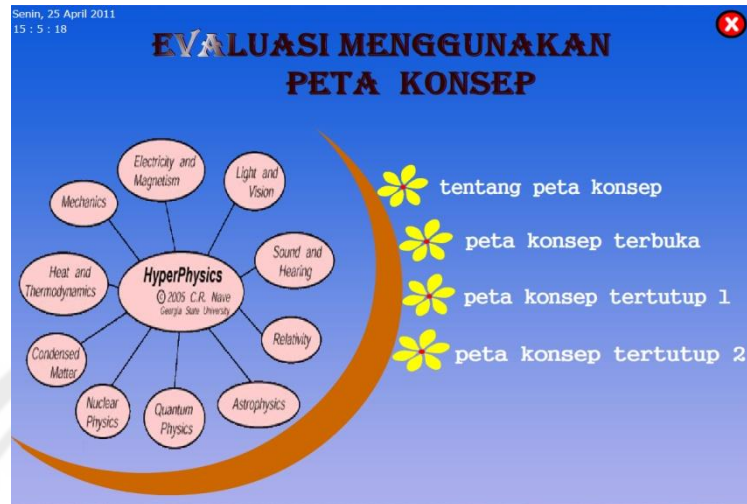 Senin, 25 April 2011
15 : 5 : 18
EVALUASI MENGGUNAKAN
PETA KONSEP
Electricity and
Magnetism
Light and
Vision
Mechanics
Sound and
Hearing
Heat and
Thermodynamics
HyperPhysics
© 2005 C.R. Nave
Georgia State University
Relativity
Condensed
Matter
Nuclear
Physics
Quantum
Physics
Astrophysics
tentang peta konsep
peta konsep terbuka
peta konsep tertutup 1
peta konsep tertutup 2